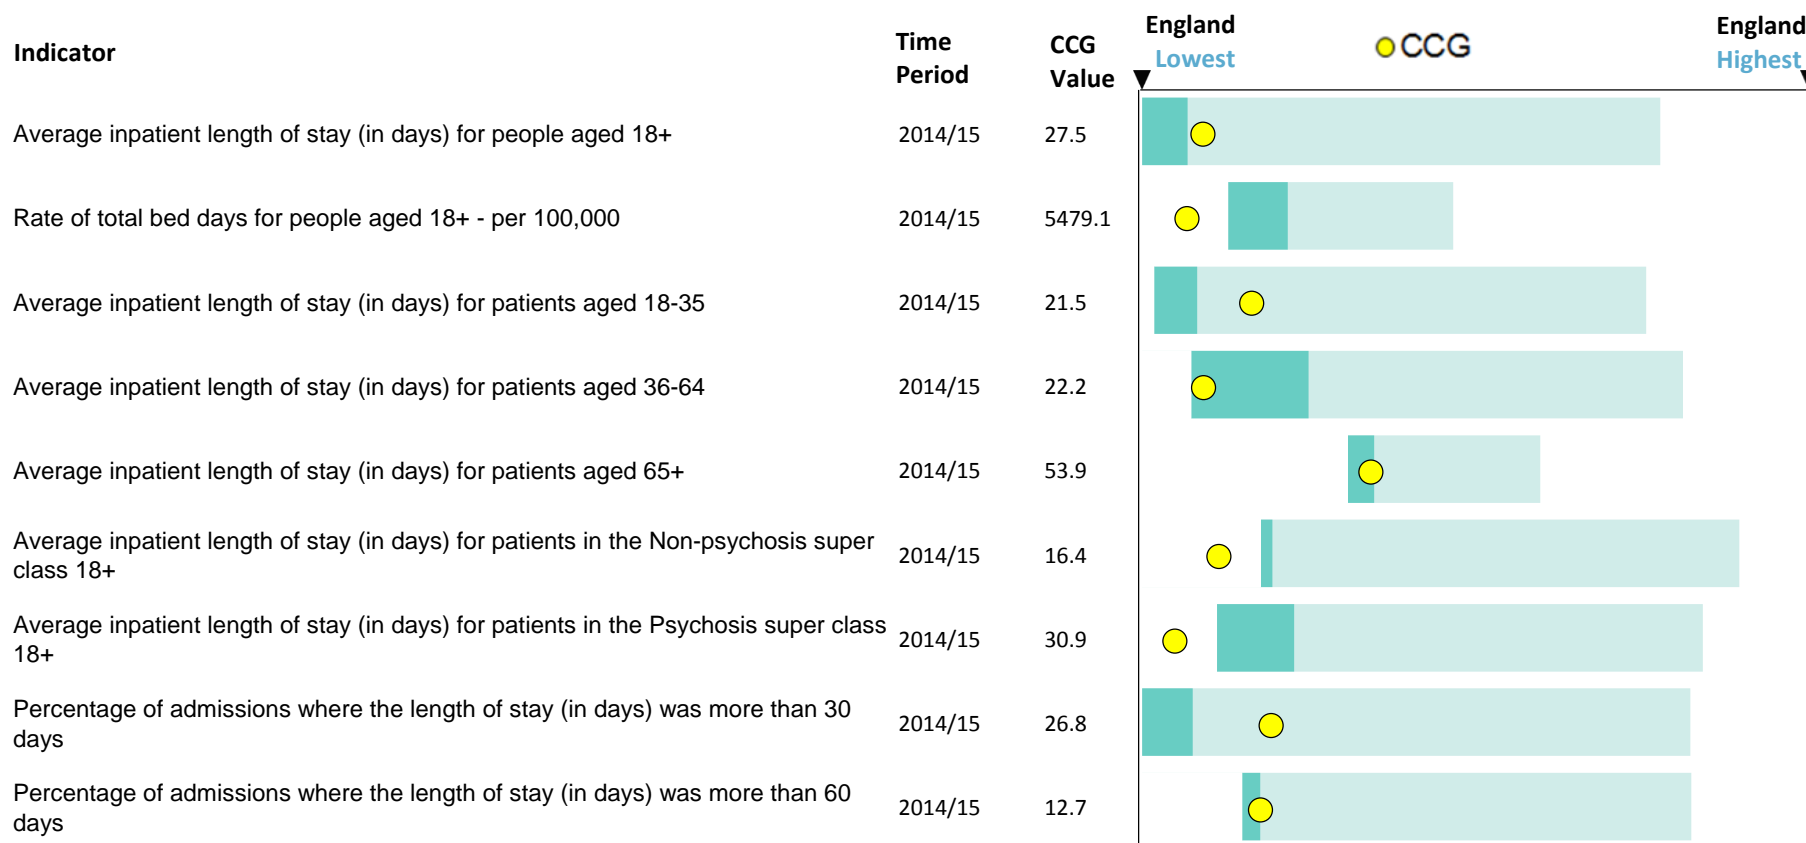 Indicator
Time
Period
CCG
Value
England
Lowest
CCG
England
Highest
Average inpatient length of stay (in days) for people aged 18+ 2014/15 27.5
Rate of total bed days for people aged 18+ - per 100,000 2014/15 5479.1
Average inpatient length of stay (in days) for patients aged 18-35 2014/15 21.5
Average inpatient length of stay (in days) for patients aged 36-64 2014/15 22.2
Average inpatient length of stay (in days) for patients aged 65+ 2014/15 53.9
Average inpatient length of stay (in days) for patients in the Non-psychosis super
class 18+
2014/15 16.4
Average inpatient length of stay (in days) for patients in the Psychosis super class
18+
2014/15 30.9
Percentage of admissions where the length of stay (in days) was more than 30
days
2014/15 26.8
Percentage of admissions where the length of stay (in days) was more than 60
days
2014/15 12.7